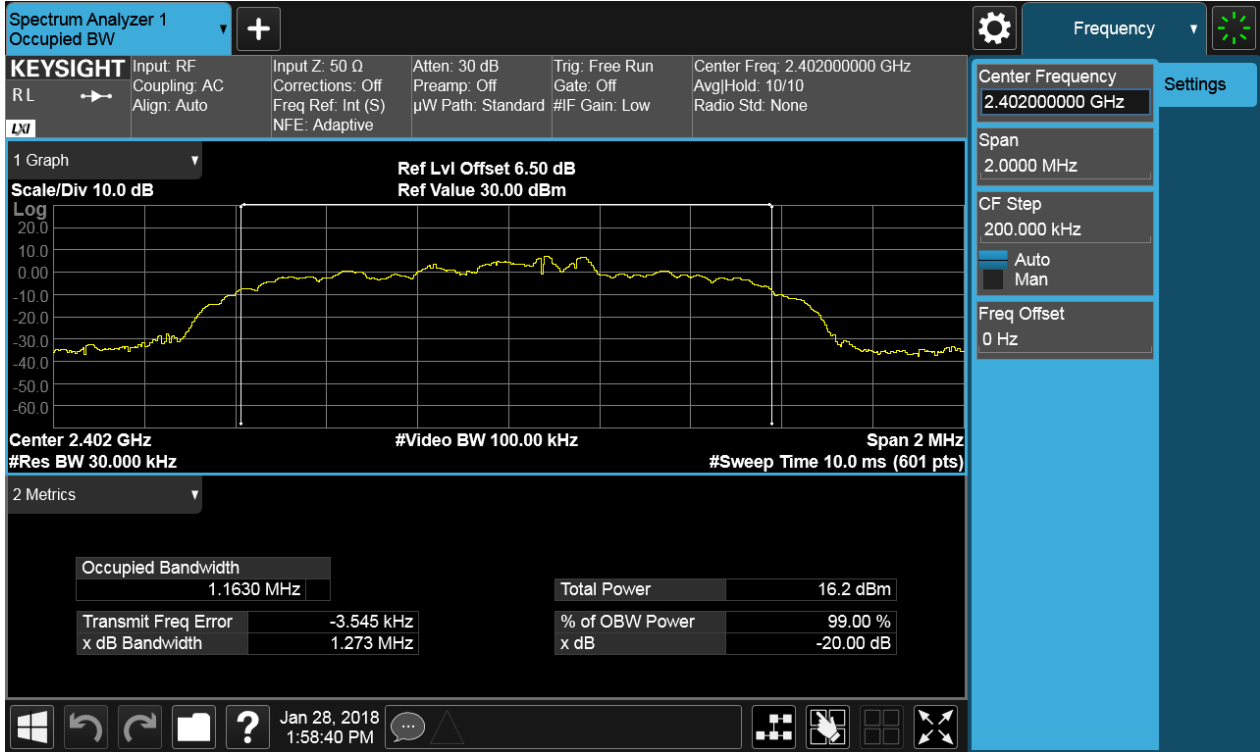 Spectrum Analyzer 1
Occupied BW
+
Frequency
KEYSIGHT
R L
LXI
Input: RF
Coupling: AC
Align: Auto
Input Z: 50 Ω
Corrections: Off
Freq Ref: Int (S)
NFE: Adaptive
Atten: 30 dB
Preamp: Off
µW Path: Standard
Trig: Free Run
Gate: Off
#IF Gain: Low
Center Freq: 2.402000000 GHz
Avg|Hold: 10/10
Radio Std: None
Center Frequency
2.402000000 GHz
Settings
Span
2.0000 MHz
CF Step
200.000 kHz
Auto
Man
Freq Offset
0 Hz
1 Graph
Scale/Div 10.0 dB
Ref Lvl Offset 6.50 dB
Ref Value 30.00 dBm
Log
20.0
10.0
0.00
-10.0
-20.0
-30.0
-40.0
-50.0
-60.0
Center 2.402 GHz
#Video BW 100.00 kHz
Span 2 MHz
#Res BW 30.000 kHz
#Sweep Time 10.0 ms (601 pts)
2 Metrics
Occupied Bandwidth
1.1630 MHz
Total Power 16.2 dBm
Transmit Freq Error -3.545 kHz
% of OBW Power 99.00 %
x dB Bandwidth 1.273 MHz
x dB -20.00 dB
?
Jan 28, 2018
1:58:40 PM